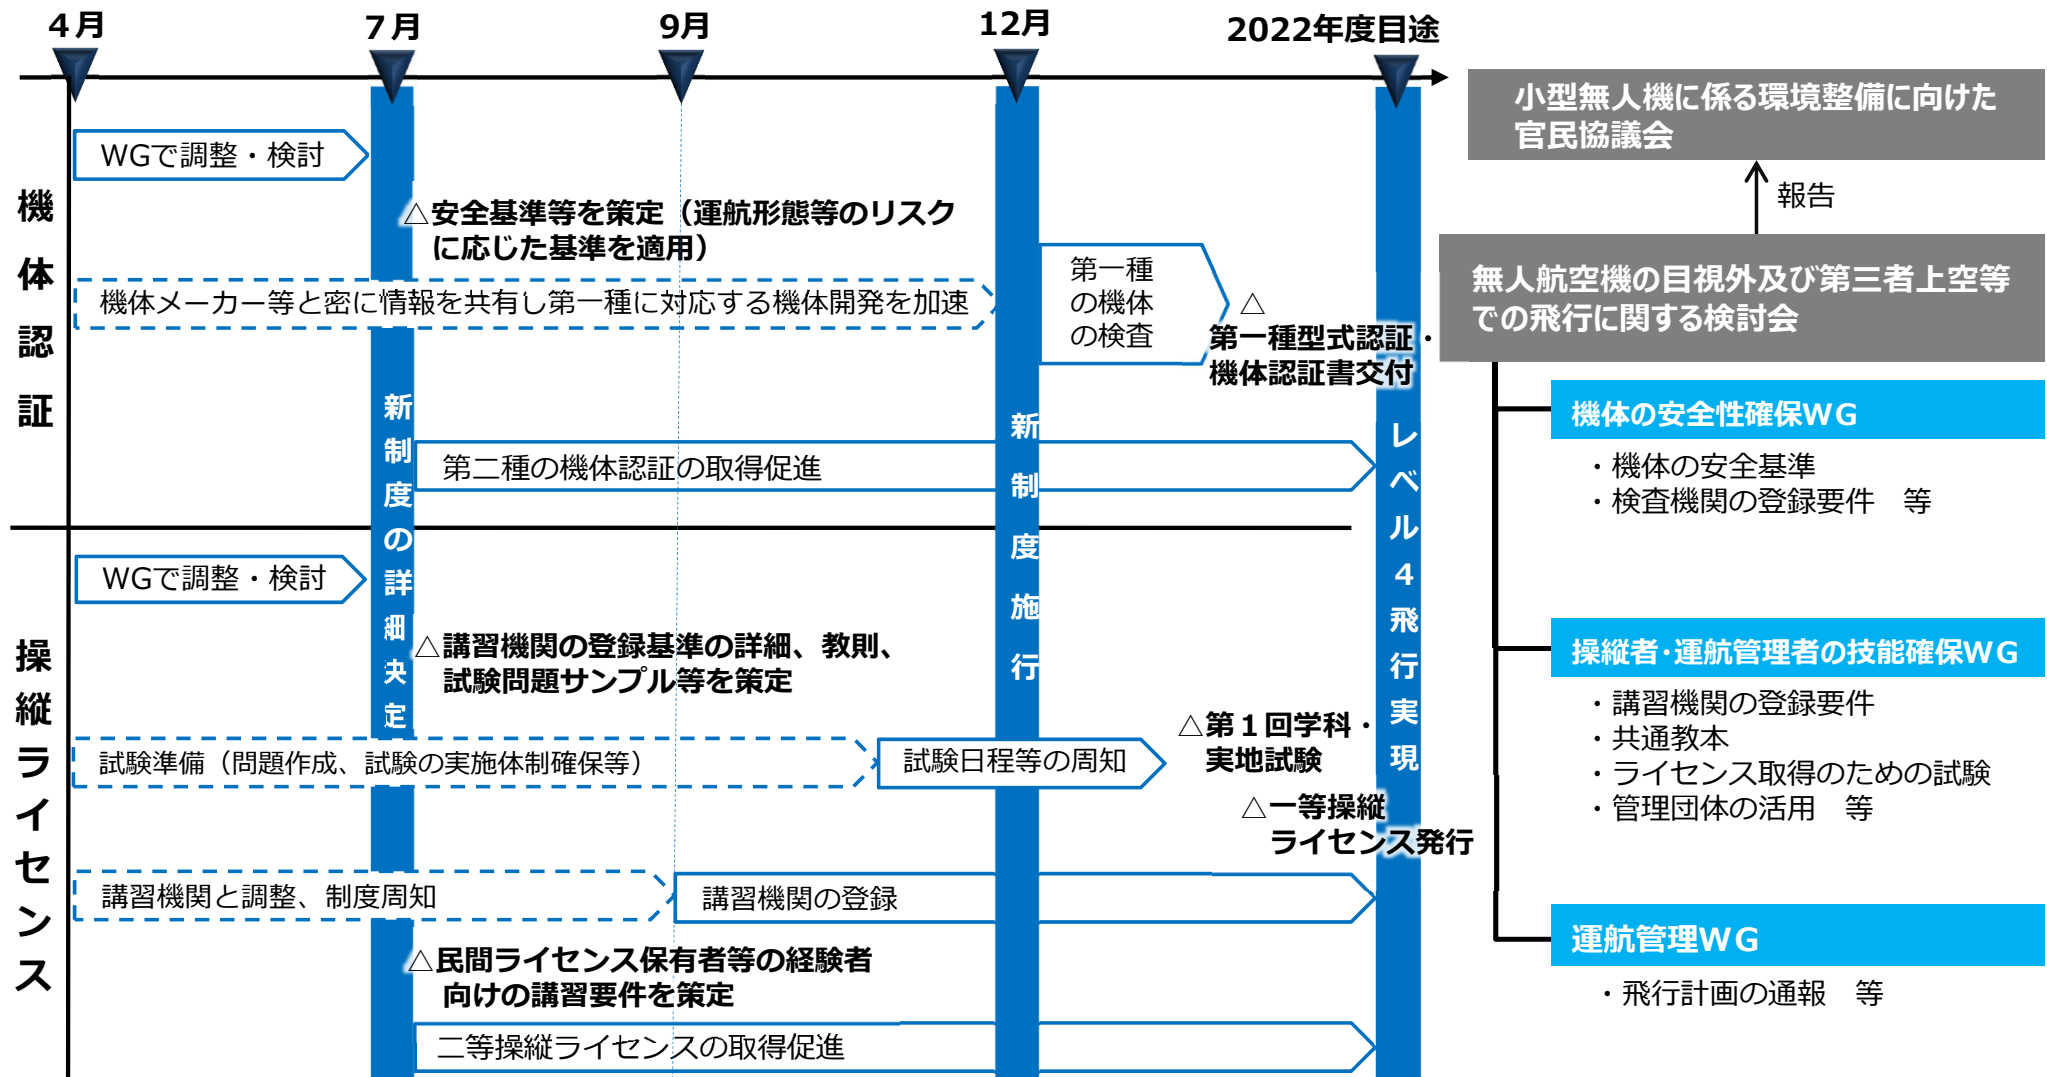 4月
7月
9月
12月
2022年度目途
機体認証
WGで調整・検討
△安全基準等を策定（運航形態等のリスク
に応じた基準を適用）
機体メーカー等と密に情報を共有し第一種に対応する機体開発を加速
第一種
の機体
の検査
△
第一種型式認証・
機体認証書交付
第二種の機体認証の取得促進
新制度の詳細決定
新制度施行
レベル４飛行実現
操縦ライセンス
WGで調整・検討
△講習機関の登録基準の詳細、教則、
試験問題サンプル等を策定
試験準備（問題作成、試験の実施体制確保等）
試験日程等の周知
△第１回学科・
実地試験
△一等操縦
ライセンス発行
講習機関と調整、制度周知
講習機関の登録
△民間ライセンス保有者等の経験者
向けの講習要件を策定
二等操縦ライセンスの取得促進
小型無人機に係る環境整備に向けた
官民協議会
報告
無人航空機の目視外及び第三者上空等
での飛行に関する検討会
機体の安全性確保WG
・機体の安全基準
・検査機関の登録要件　等
操縦者・運航管理者の技能確保WG
・講習機関の登録要件
・共通教本
・ライセンス取得のための試験
・管理団体の活用　等
運航管理WG
・飛行計画の通報　等